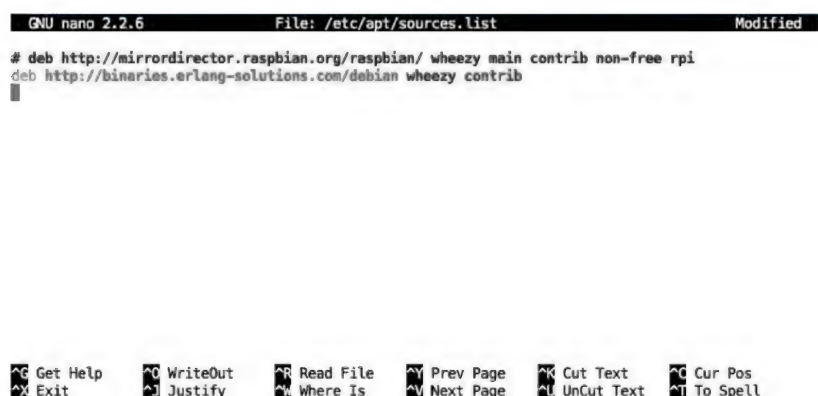 GNU nano 2.2.6 File: /etc/apt/sources.list Modified
# deb http://mirrordirector.raspbian.org/raspbian/ wheezy main contrib non-free rpi
deb http://binaries.erlang-solutions.com/debian wheezy contrib
^G Get Help ^O WriteOut ^R Read File ^Y Prev Page ^K Cut Text ^C Cur Pos
^X Exit ^J Justify ^W Where Is ^V Next Page ^U UnCut Text ^T To Spell